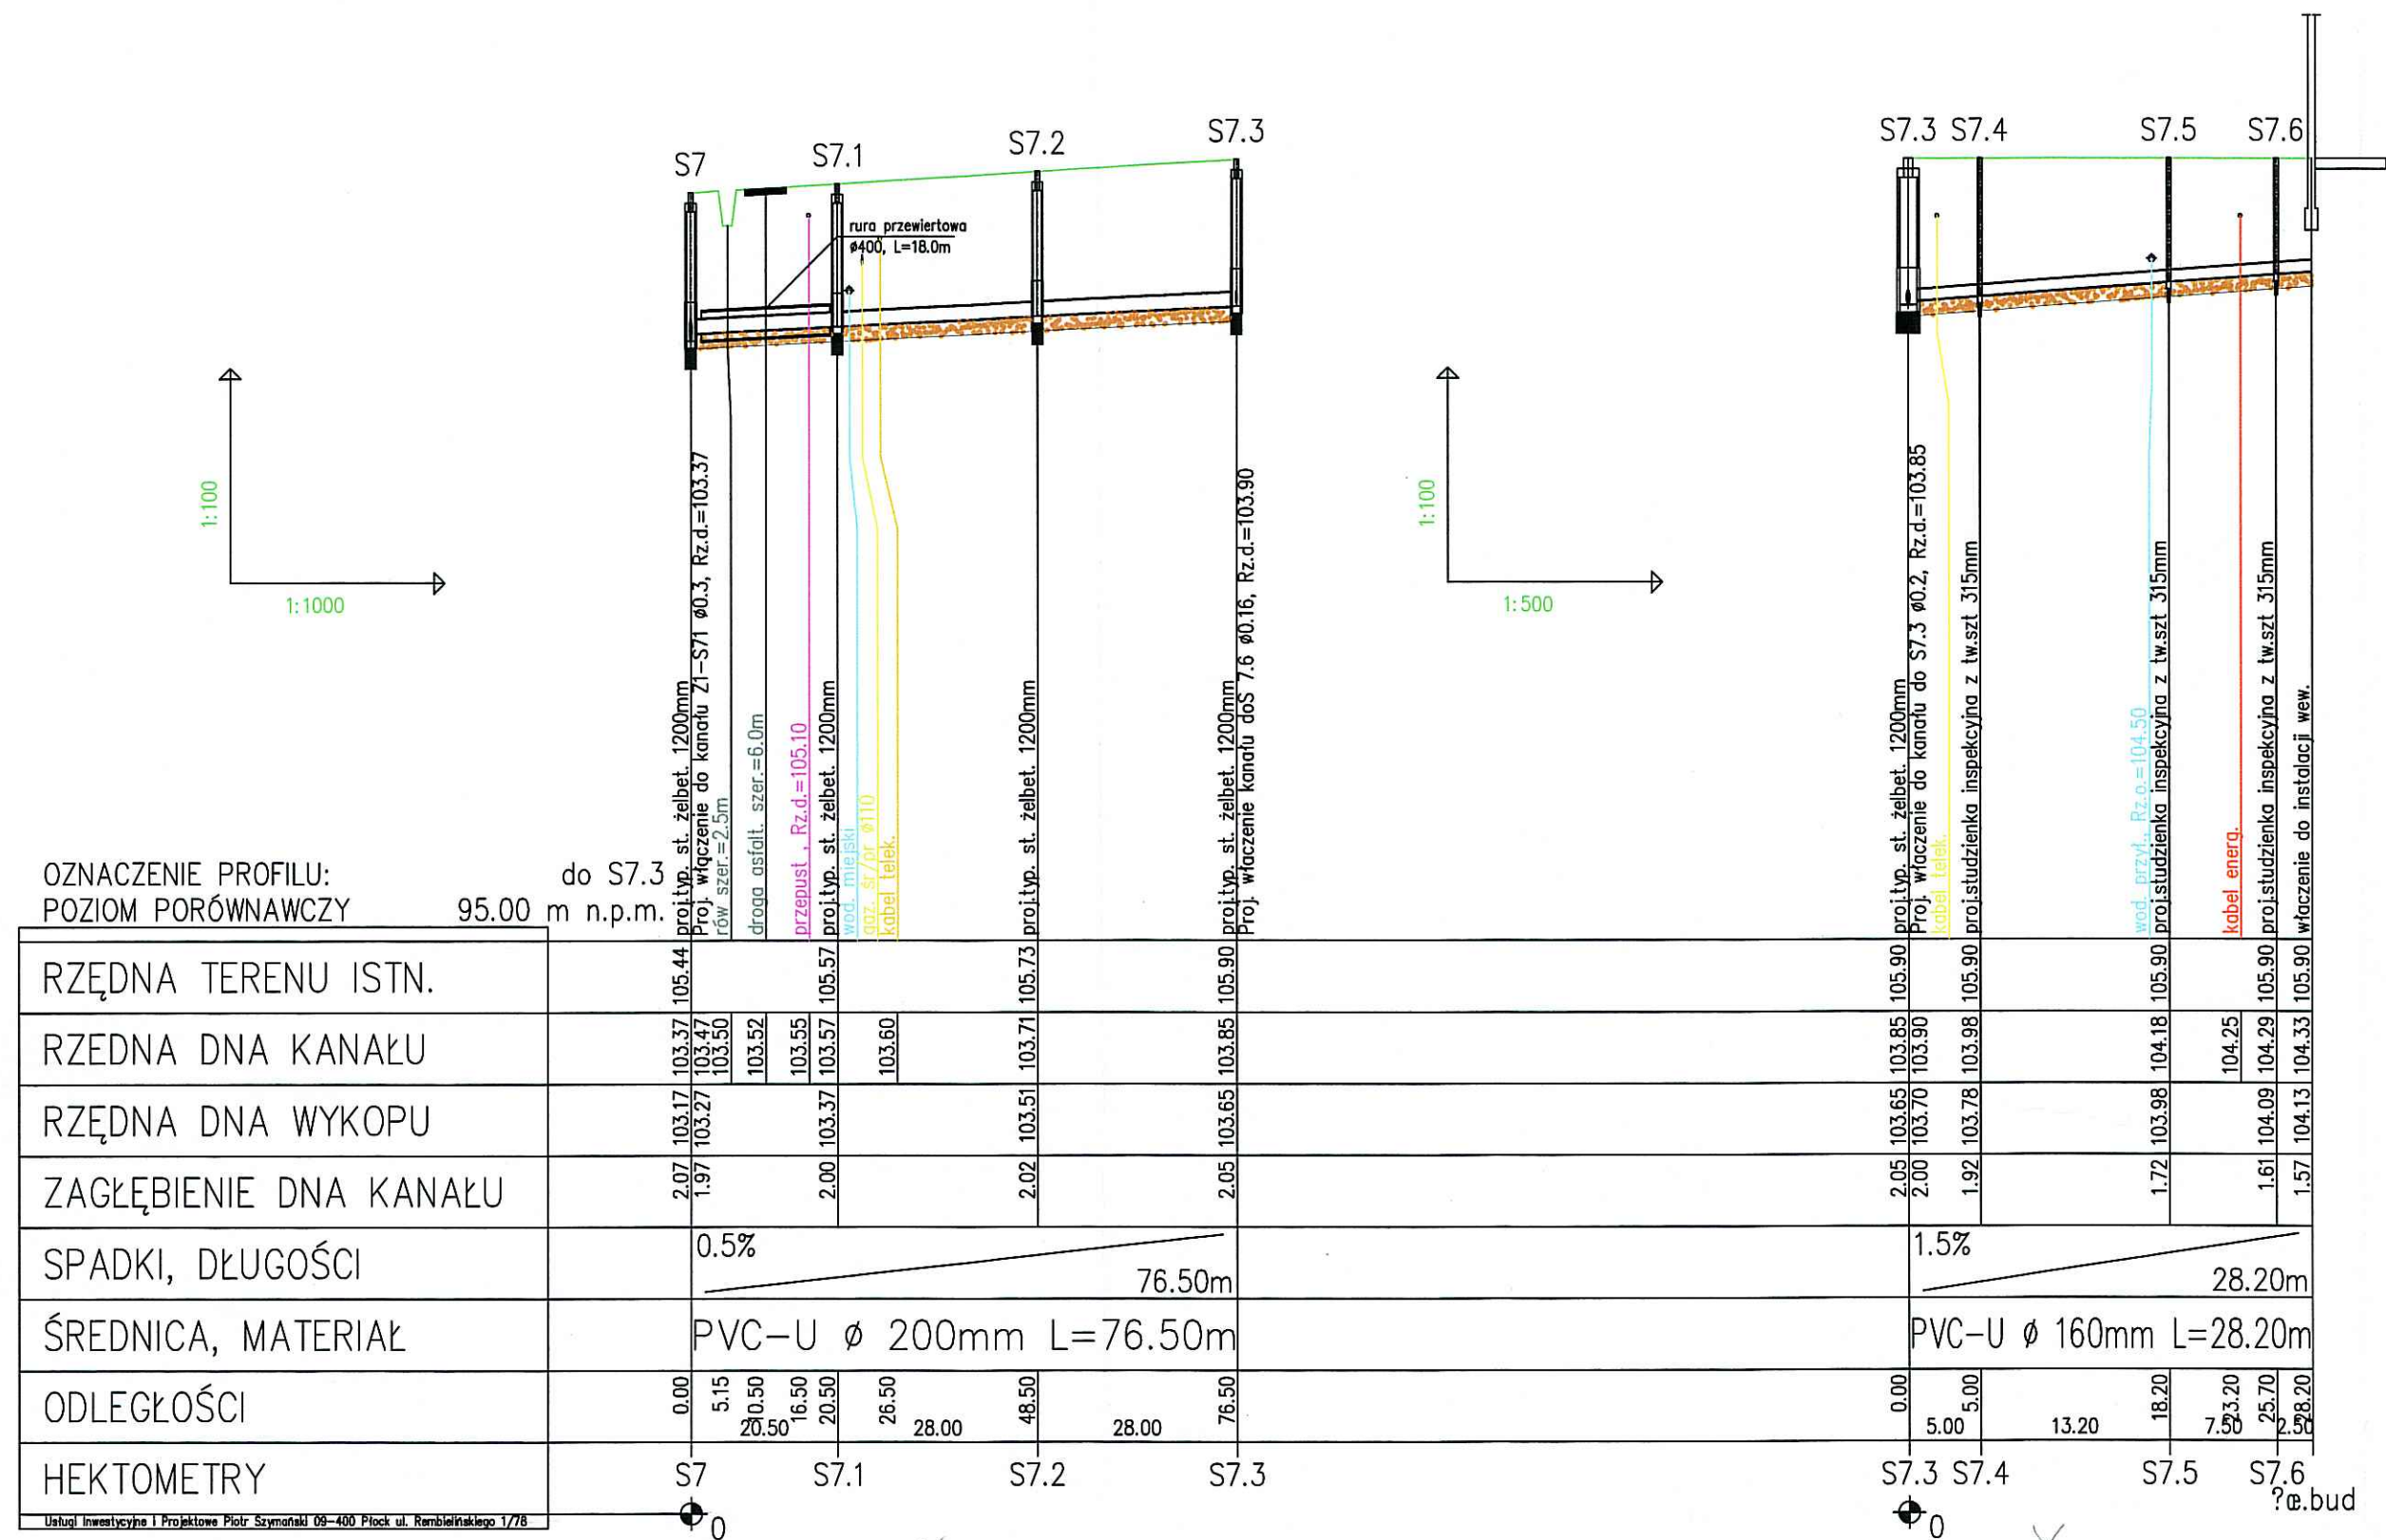 S7
S7.1
S7.2
S7.3
S7.3
S7.4
S7.5
S7.6
rura przewiertowa
ø400, L=18.0m
1:100
1:1000
1:100
1:500
proj.typ. st. żelbet. 1200mm
Proj. włączenie do kanału Z1-S71 ø0.3, Rz.d.=103.37
rów szer.=2.5m
droga asfalt. szer.=6.0m
przepust , Rz.d.=105.10
proj.typ. st. żelbet. 1200mm
wod. miejski
gaz. śr/pr ø110
kabel telek.
proj.typ. st. żelbet. 1200mm
proj.typ. st. żelbet. 1200mm
Proj. włączenie kanału doS 7.6 ø0.16, Rz.d.=103.90
proj.typ. st. żelbet. 1200mm
Proj. włączenie do kanału do S7.3 ø0.2, Rz.d.=103.85
kabel telek.
proj.studzienka inspekcyjna z tw.szt 315mm
wod. przył., Rz.o.=104.50
proj.studzienka inspekcyjna z tw.szt 315mm
kabel energ.
proj.studzienka inspekcyjna z tw.szt 315mm
włączenie do instalacji wew.
OZNACZENIE PROFILU: do S7.3
POZIOM PORÓWNAWCZY 95.00 m n.p.m.
RZĘDNA TERENU ISTN. 105.44 105.57 105.73 105.90 105.90 105.90 105.90 105.90 105.90
RZEDNA DNA KANAŁU 103.37 103.47 103.50 103.52 103.55 103.57 103.60 103.71 103.85 103.85 103.90 103.98 104.18 104.25 104.29 104.33
RZĘDNA DNA WYKOPU 103.17 103.27 103.37 103.51 103.65 103.65 103.70 103.78 103.98 104.09 104.13
ZAGŁĘBIENIE DNA KANAŁU 2.07 1.97 2.00 2.02 2.05 2.05 2.00 1.92 1.72 1.61 1.57
SPADKI, DŁUGOŚCI 0.5% 76.50m 1.5% 28.20m
ŚREDNICA, MATERIAŁ PVC-U ø 200mm L=76.50m PVC-U ø 160mm L=28.20m
ODLEGŁOŚCI 0.00 5.15 10.50 16.50 20.50 26.50 48.50 76.50 0.00 5.00 18.20 23.20 25.70 28.20
20.50 28.00 28.00 5.00 13.20 7.50 2.50
HEKTOMETRY S7 S7.1 S7.2 S7.3 S7.3 S7.4 S7.5 S7.6
?œ.bud
0 0
Usługi Inwestycyjne i Projektowe Piotr Szymański 09-400 Płock ul. Rembielińskiego 1/78